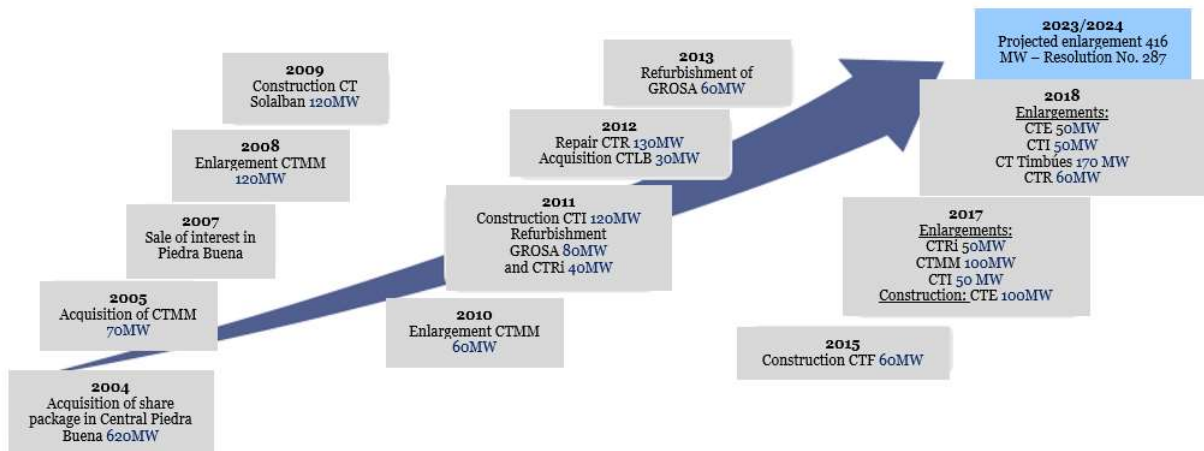 2004
Acquisition of share
package in Central Piedra
Buena 620MW
2005
Acquisition of CTMM
70MW
2007
Sale of interest in
Piedra Buena
2008
Enlargement CTMM
120MW
2009
Construction CT
Solalban 120MW
2010
Enlargement CTMM
60MW
2011
Construction CTI 120MW
Refurbishment
GROSA 80MW
and CTRi 40MW
2012
Repair CTR 130MW
Acquisition CTLB 30MW
2013
Refurbishment of
GROSA 60MW
2015
Construction CTF 60MW
2017
Enlargements:
CTRi 50MW
CTMM 100MW
CTI 50 MW
Construction: CTE 100MW
2018
Enlargements:
CTE 50MW
CTI 50MW
CT Timbúes 170 MW
CTR 60MW
2023/2024
Projected enlargement 416
MW – Resolution No. 287